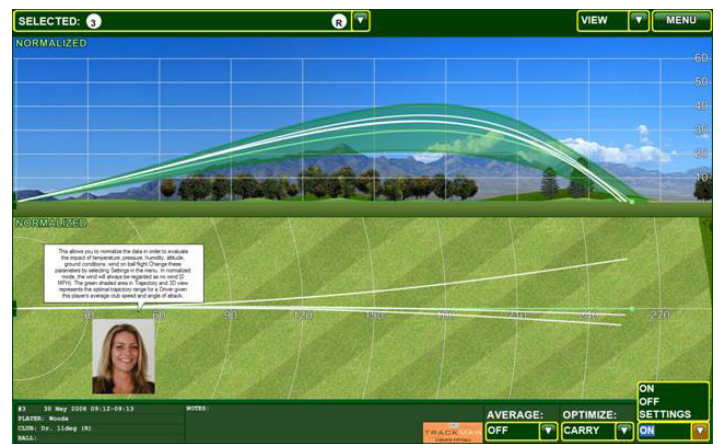 SELECTED: 3 R VIEW MENU
NORMALIZED
60
50
40
30
20
10
NORMALIZED
This allows you to normalize the data in order to evaluate
the impact of temperature, pressure, humidity, altitude,
ground conditions, wind on ball flight Change these
parameters by selecting Settings in the menu. In normalized
mode, the wind will always be regarded as no wind (0
MPH). The green shaded area in Trajectory and 3D view
represents the optimal trajectory range for a Driver given
this player's average club speed and angle of attack.
30 60 90 120 150 180 210 240 270
#3 30 May 2006 09:12-09:13
PLAYER: Woods
CLUB: Dr. 11deg (R)
BALL:
NOTES:
TRACKMAN
AVERAGE:
OFF
OPTIMIZE:
CARRY
ON
OFF
SETTINGS
ON